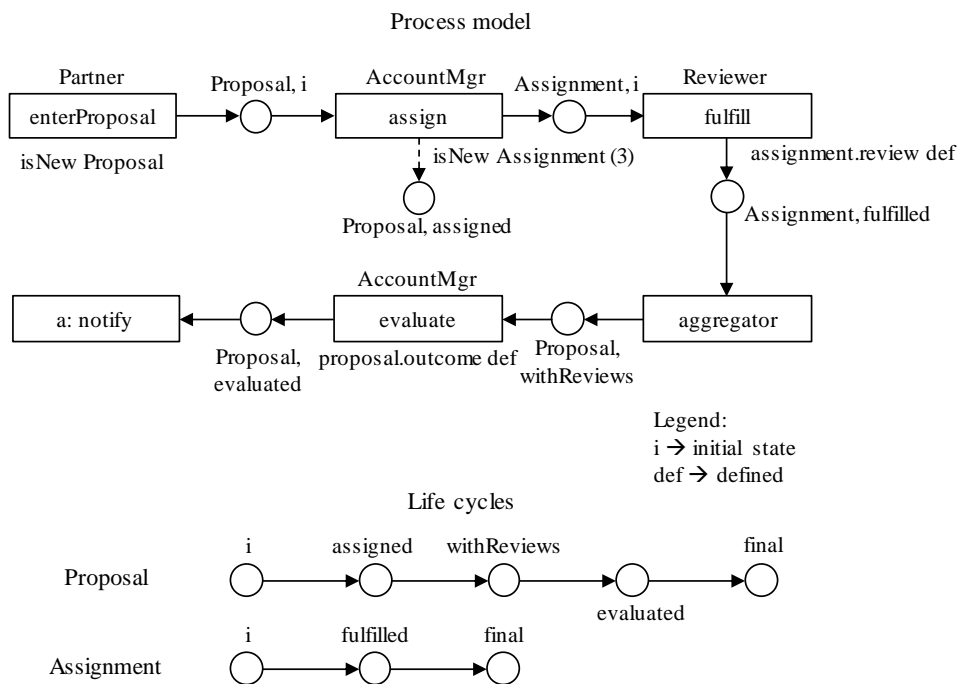 Process model
Partner
AccountMgr
Reviewer
Proposal, i
Assignment, i
enterProposal
assign
fulfill
isNew Proposal
isNew Assignment (3)
assignment.review def
Proposal, assigned
Assignment, fulfilled
AccountMgr
a: notify
evaluate
aggregator
Proposal,
evaluated
proposal.outcome def
Proposal,
withReviews
Legend:
i → initial state
def → defined
Life cycles
i
assigned
withReviews
final
Proposal
evaluated
i
fulfilled
final
Assignment